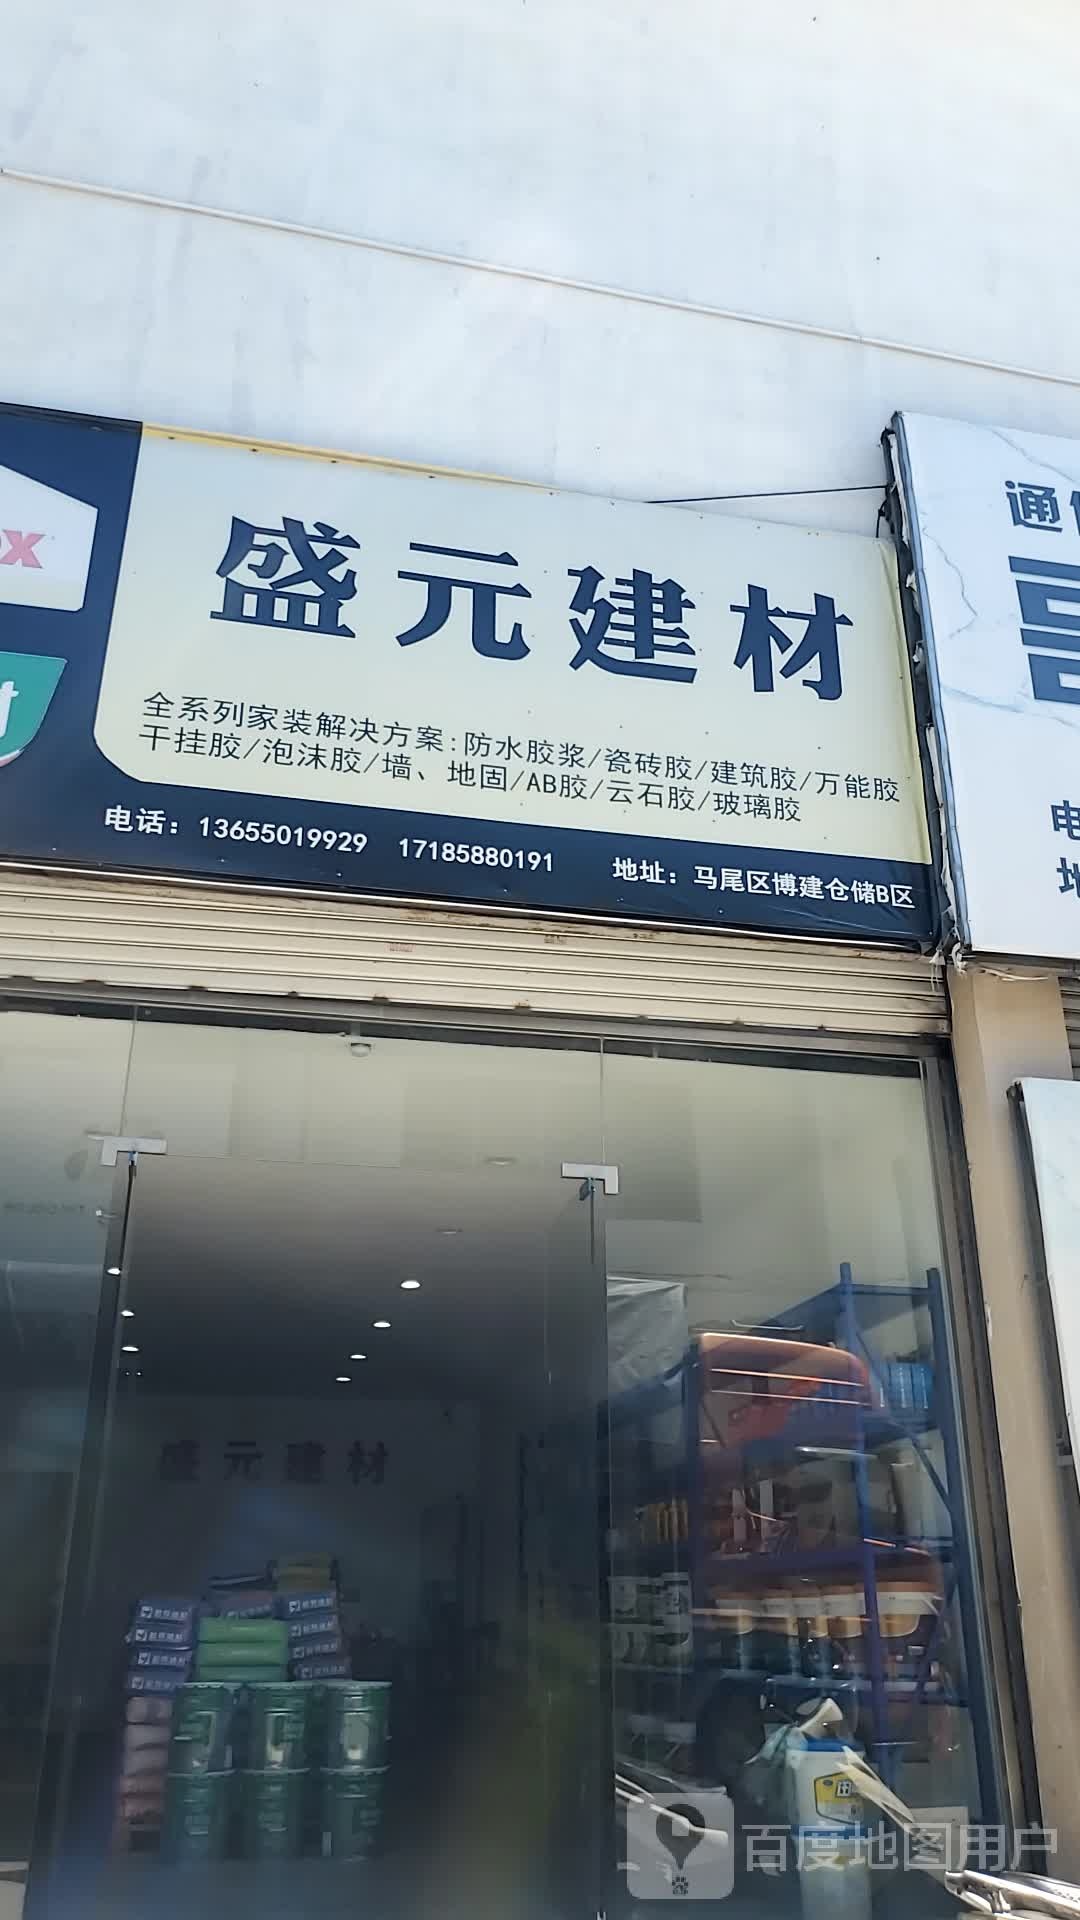 盛元建材
全系列家装解决方案:防水胶浆/瓷砖胶/建筑胶/万能胶
干挂胶/泡沫胶/墙、地固/AB胶/云石胶/玻璃胶
电话：13655019929 17185880191 地址：马尾区博建仓储B区
通
电
地
盛元建材
百度地图用户